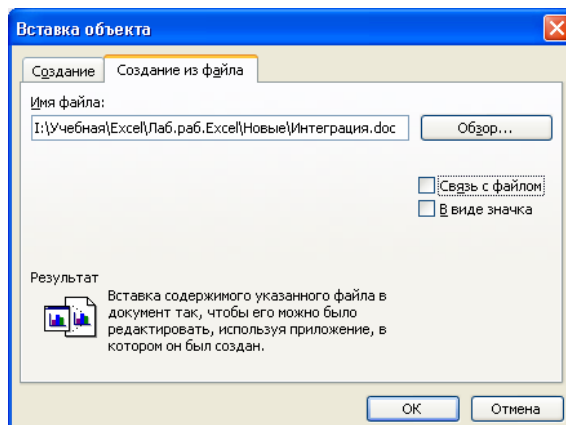 Вставка объекта
Создание
Создание из файла
Имя файла:
I:\Учебная\Excel\Лаб.раб.Excel\Новые\Интеграция.doc
Обзор...
Связь с файлом
В виде значка
Результат
Вставка содержимого указанного файла в
документ так, чтобы его можно было
редактировать, используя приложение, в
котором он был создан.
ОК
Отмена